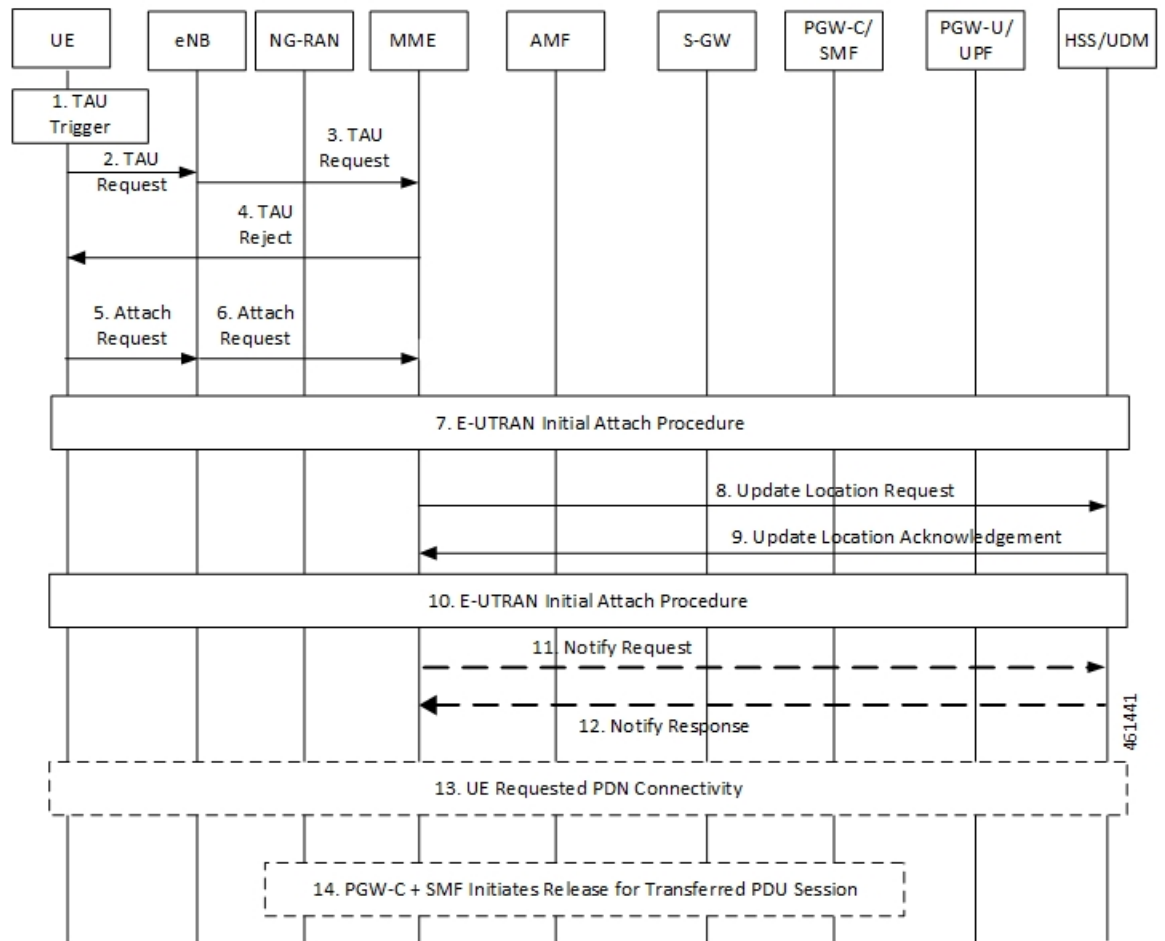 UE
eNB
NG-RAN
MME
AMF
S-GW
PGW-C/
SMF
PGW-U/
UPF
HSS/UDM
1. TAU
Trigger
2. TAU
Request
3. TAU
Request
4. TAU
Reject
5. Attach
Request
6. Attach
Request
7. E-UTRAN Initial Attach Procedure
8. Update Location Request
9. Update Location Acknowledgement
10. E-UTRAN Initial Attach Procedure
11. Notify Request
12. Notify Response
461441
13. UE Requested PDN Connectivity
14. PGW-C + SMF Initiates Release for Transferred PDU Session